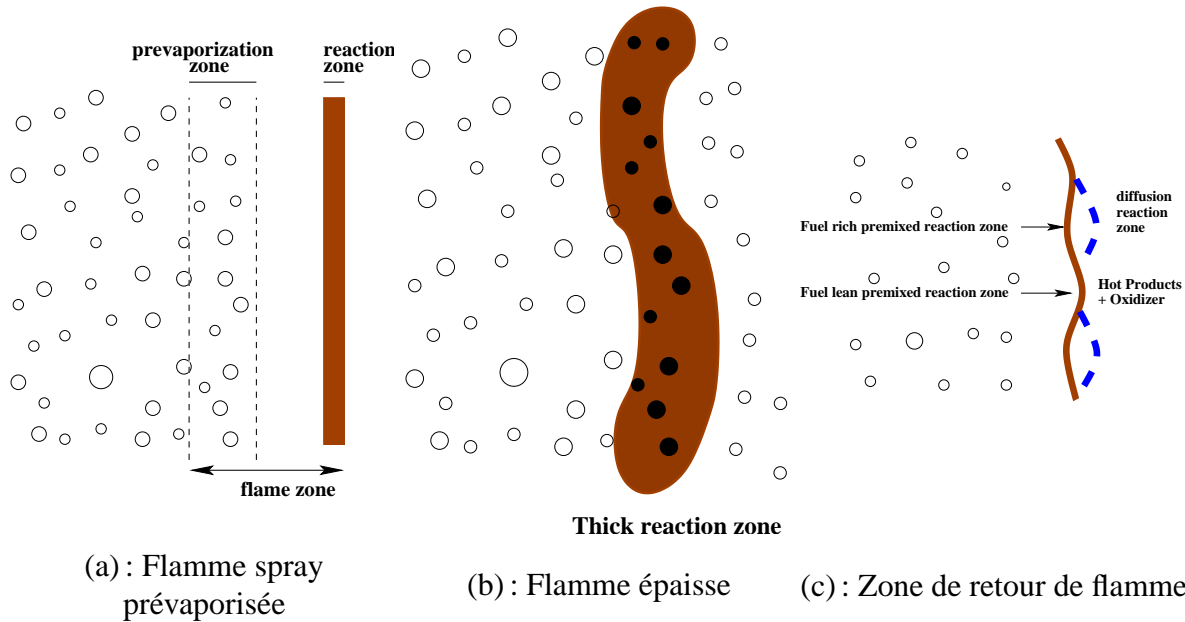 prevaporization
zone
reaction
zone
flame zone
(a) : Flamme spray
prévaporisée
Thick reaction zone
(b) : Flamme épaisse
diffusion
reaction
zone
Fuel rich premixed reaction zone
Fuel lean premixed reaction zone
Hot Products
+ Oxidizer
(c) : Zone de retour de flamme